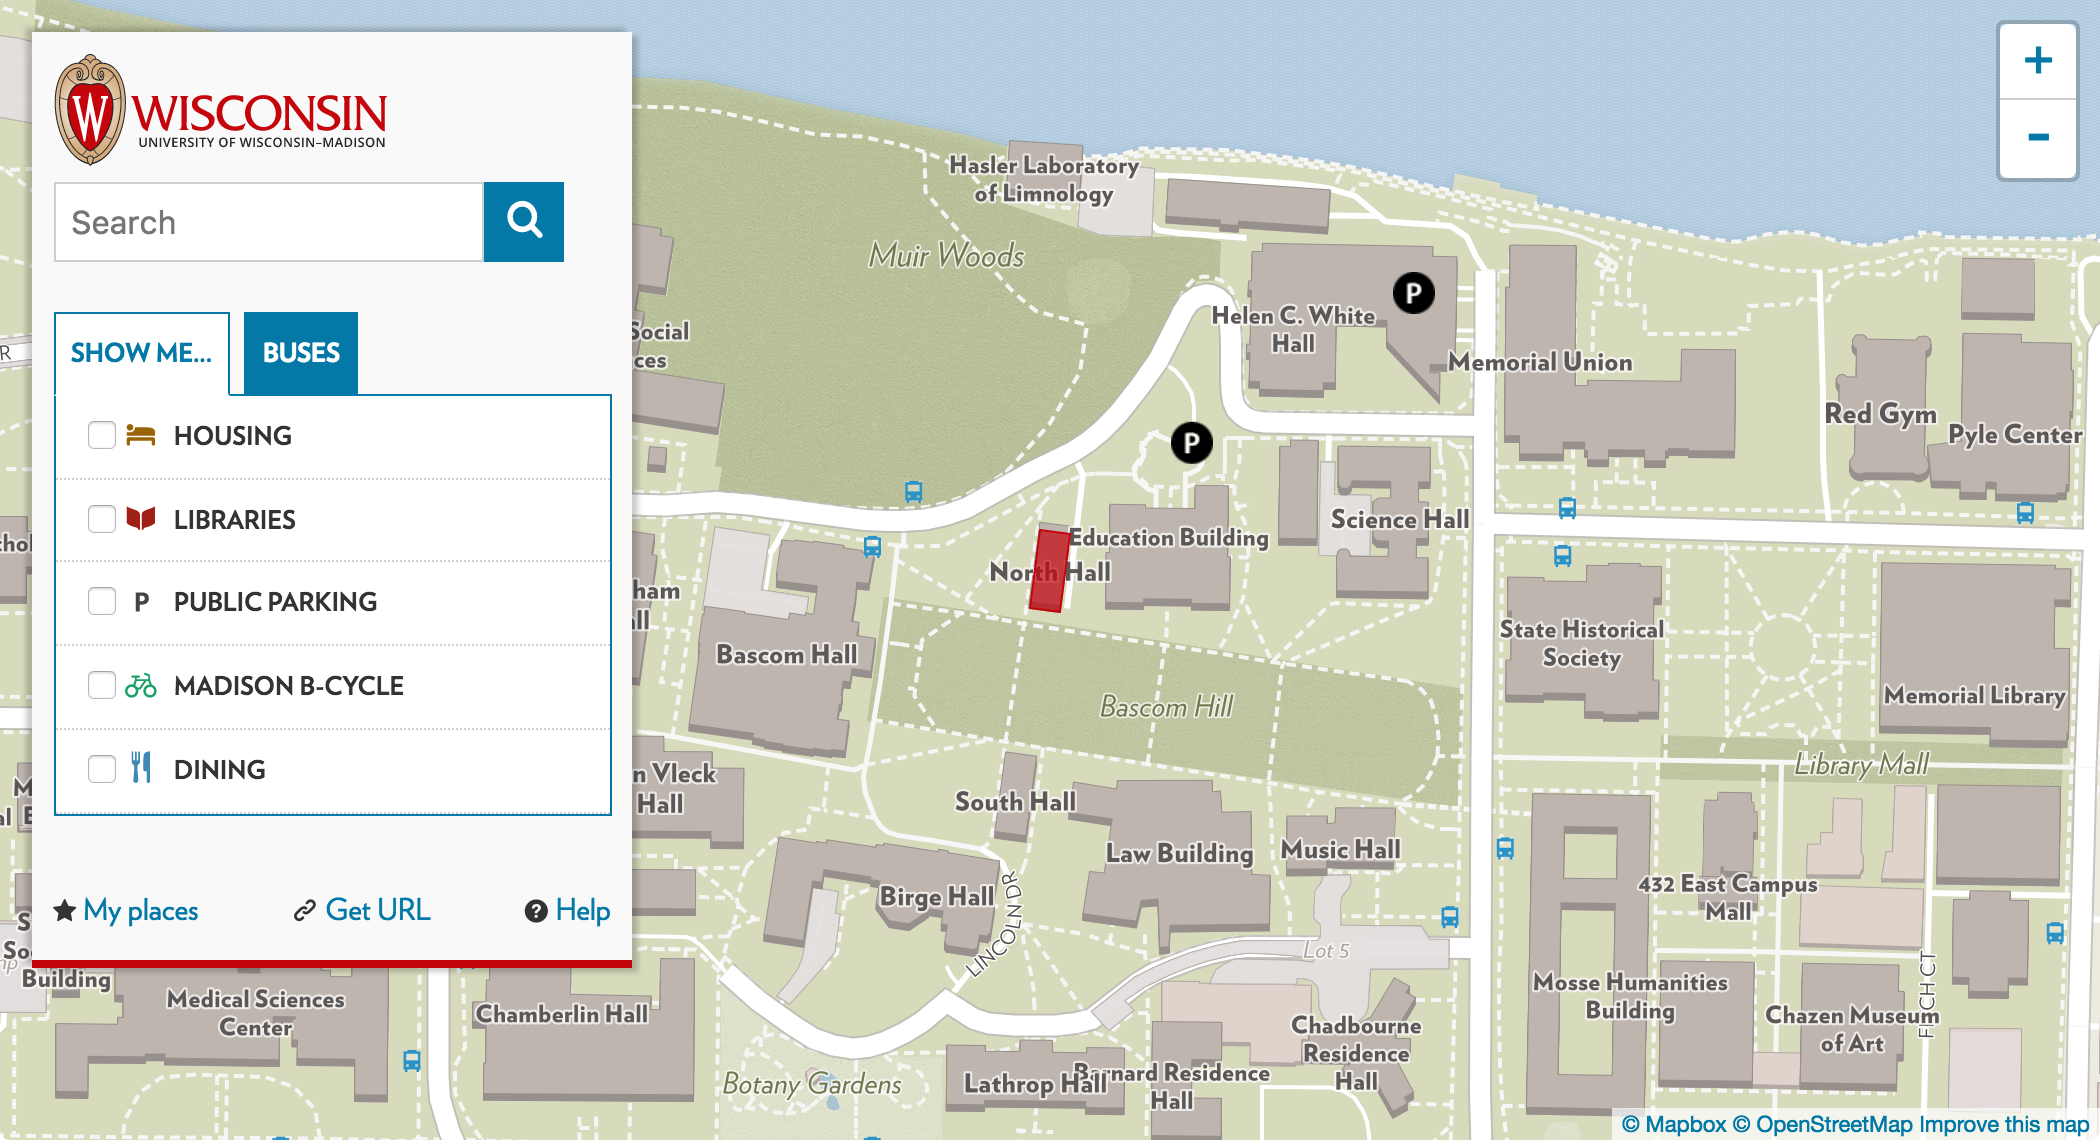 WISCONSIN
UNIVERSITY OF WISCONSIN–MADISON
Search
SHOW ME...
BUSES
HOUSING
LIBRARIES
P PUBLIC PARKING
MADISON B-CYCLE
DINING
My places
Get URL
Help
+
-
Hasler Laboratory
of Limnology
Muir Woods
Social
Helen C. White
Hall
P
Memorial Union
Red Gym
Pyle Center
P
Science Hall
Education Building
North Hall
Bascom Hall
State Historical
Society
Memorial Library
Bascom Hill
Library Mall
n Vleck
Hall
South Hall
Law Building
Music Hall
Birge Hall
LINCOLN DR
432 East Campus
Mall
Lot 5
Building
Medical Sciences
Center
Chamberlin Hall
Mosse Humanities
Building
Chazen Museum
of Art
Chadbourne
Residence
Hall
Botany Gardens
Lathrop Hall
Barnard Residence
Hall
© Mapbox © OpenStreetMap Improve this map